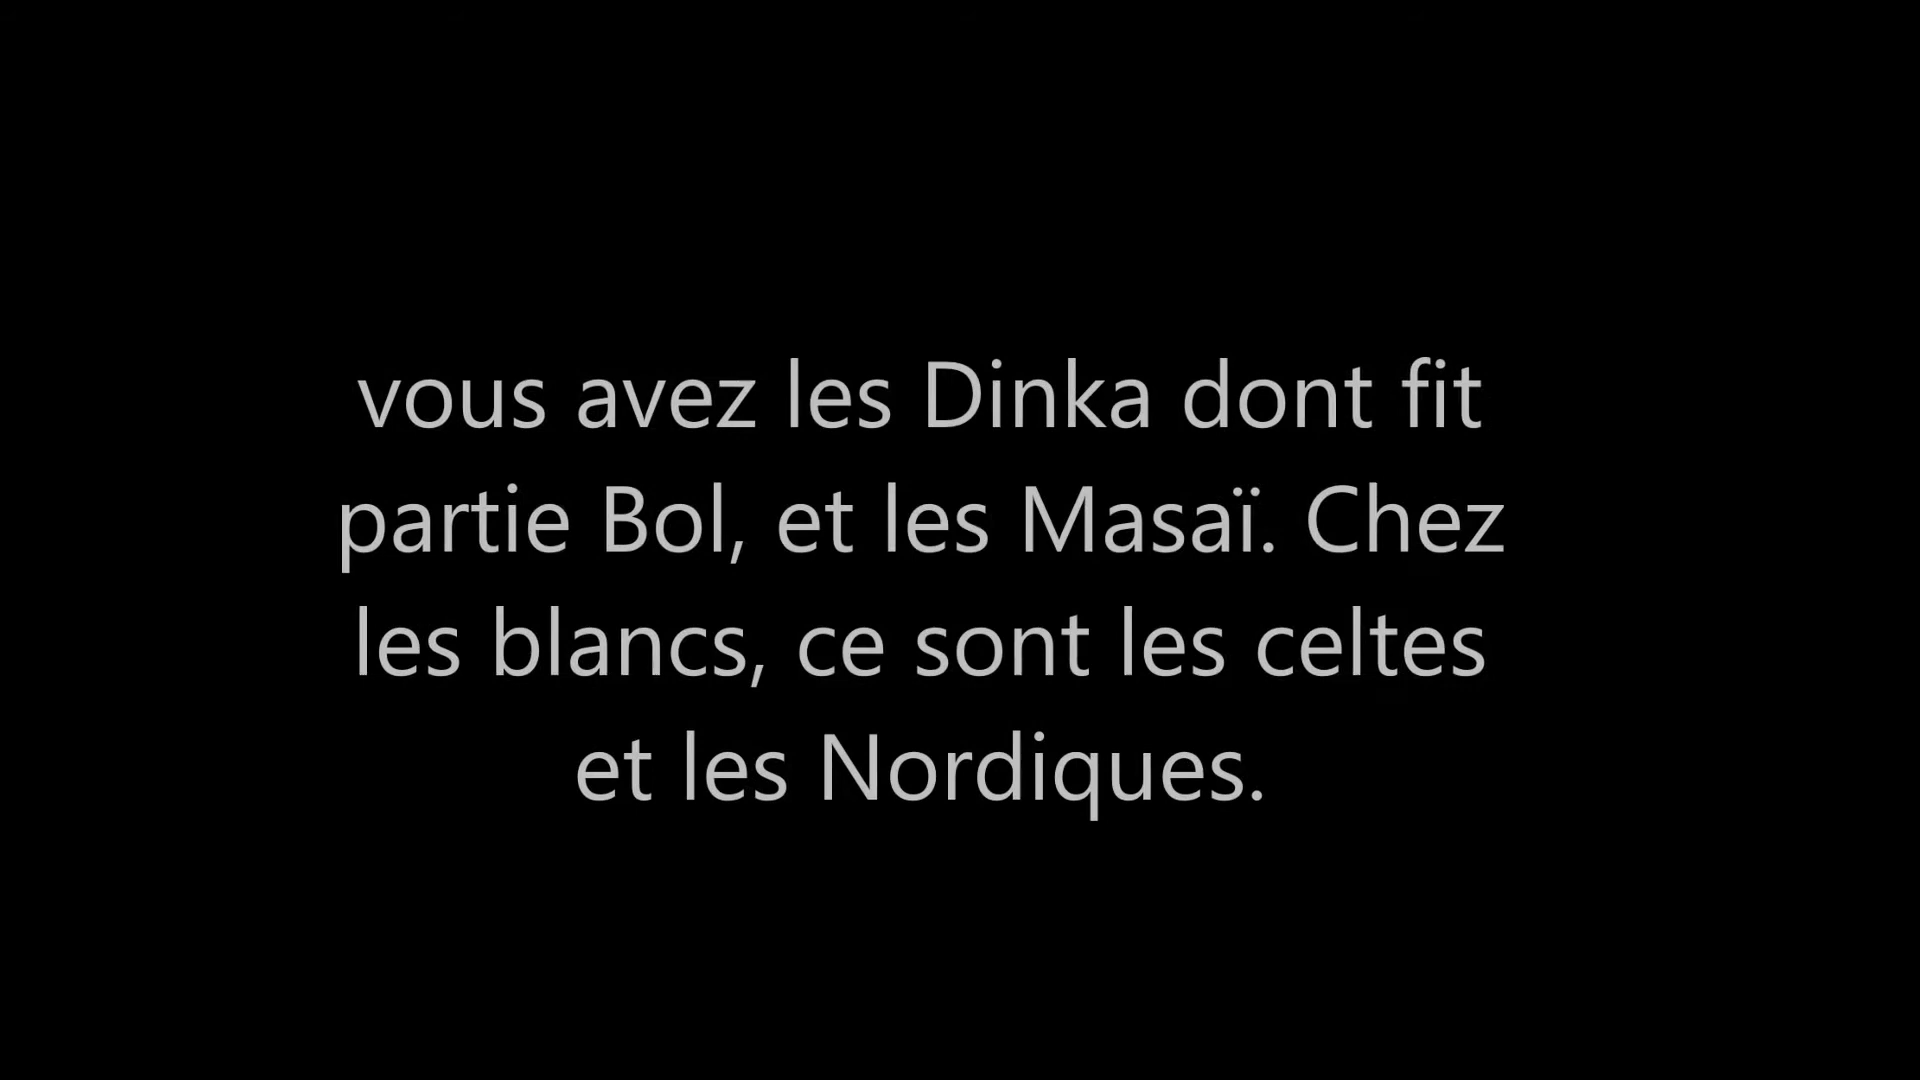 vous avez les Dinka dont fit
partie Bol, et les Masaï. Chez
les blancs, ce sont les celtes
et les Nordiques.